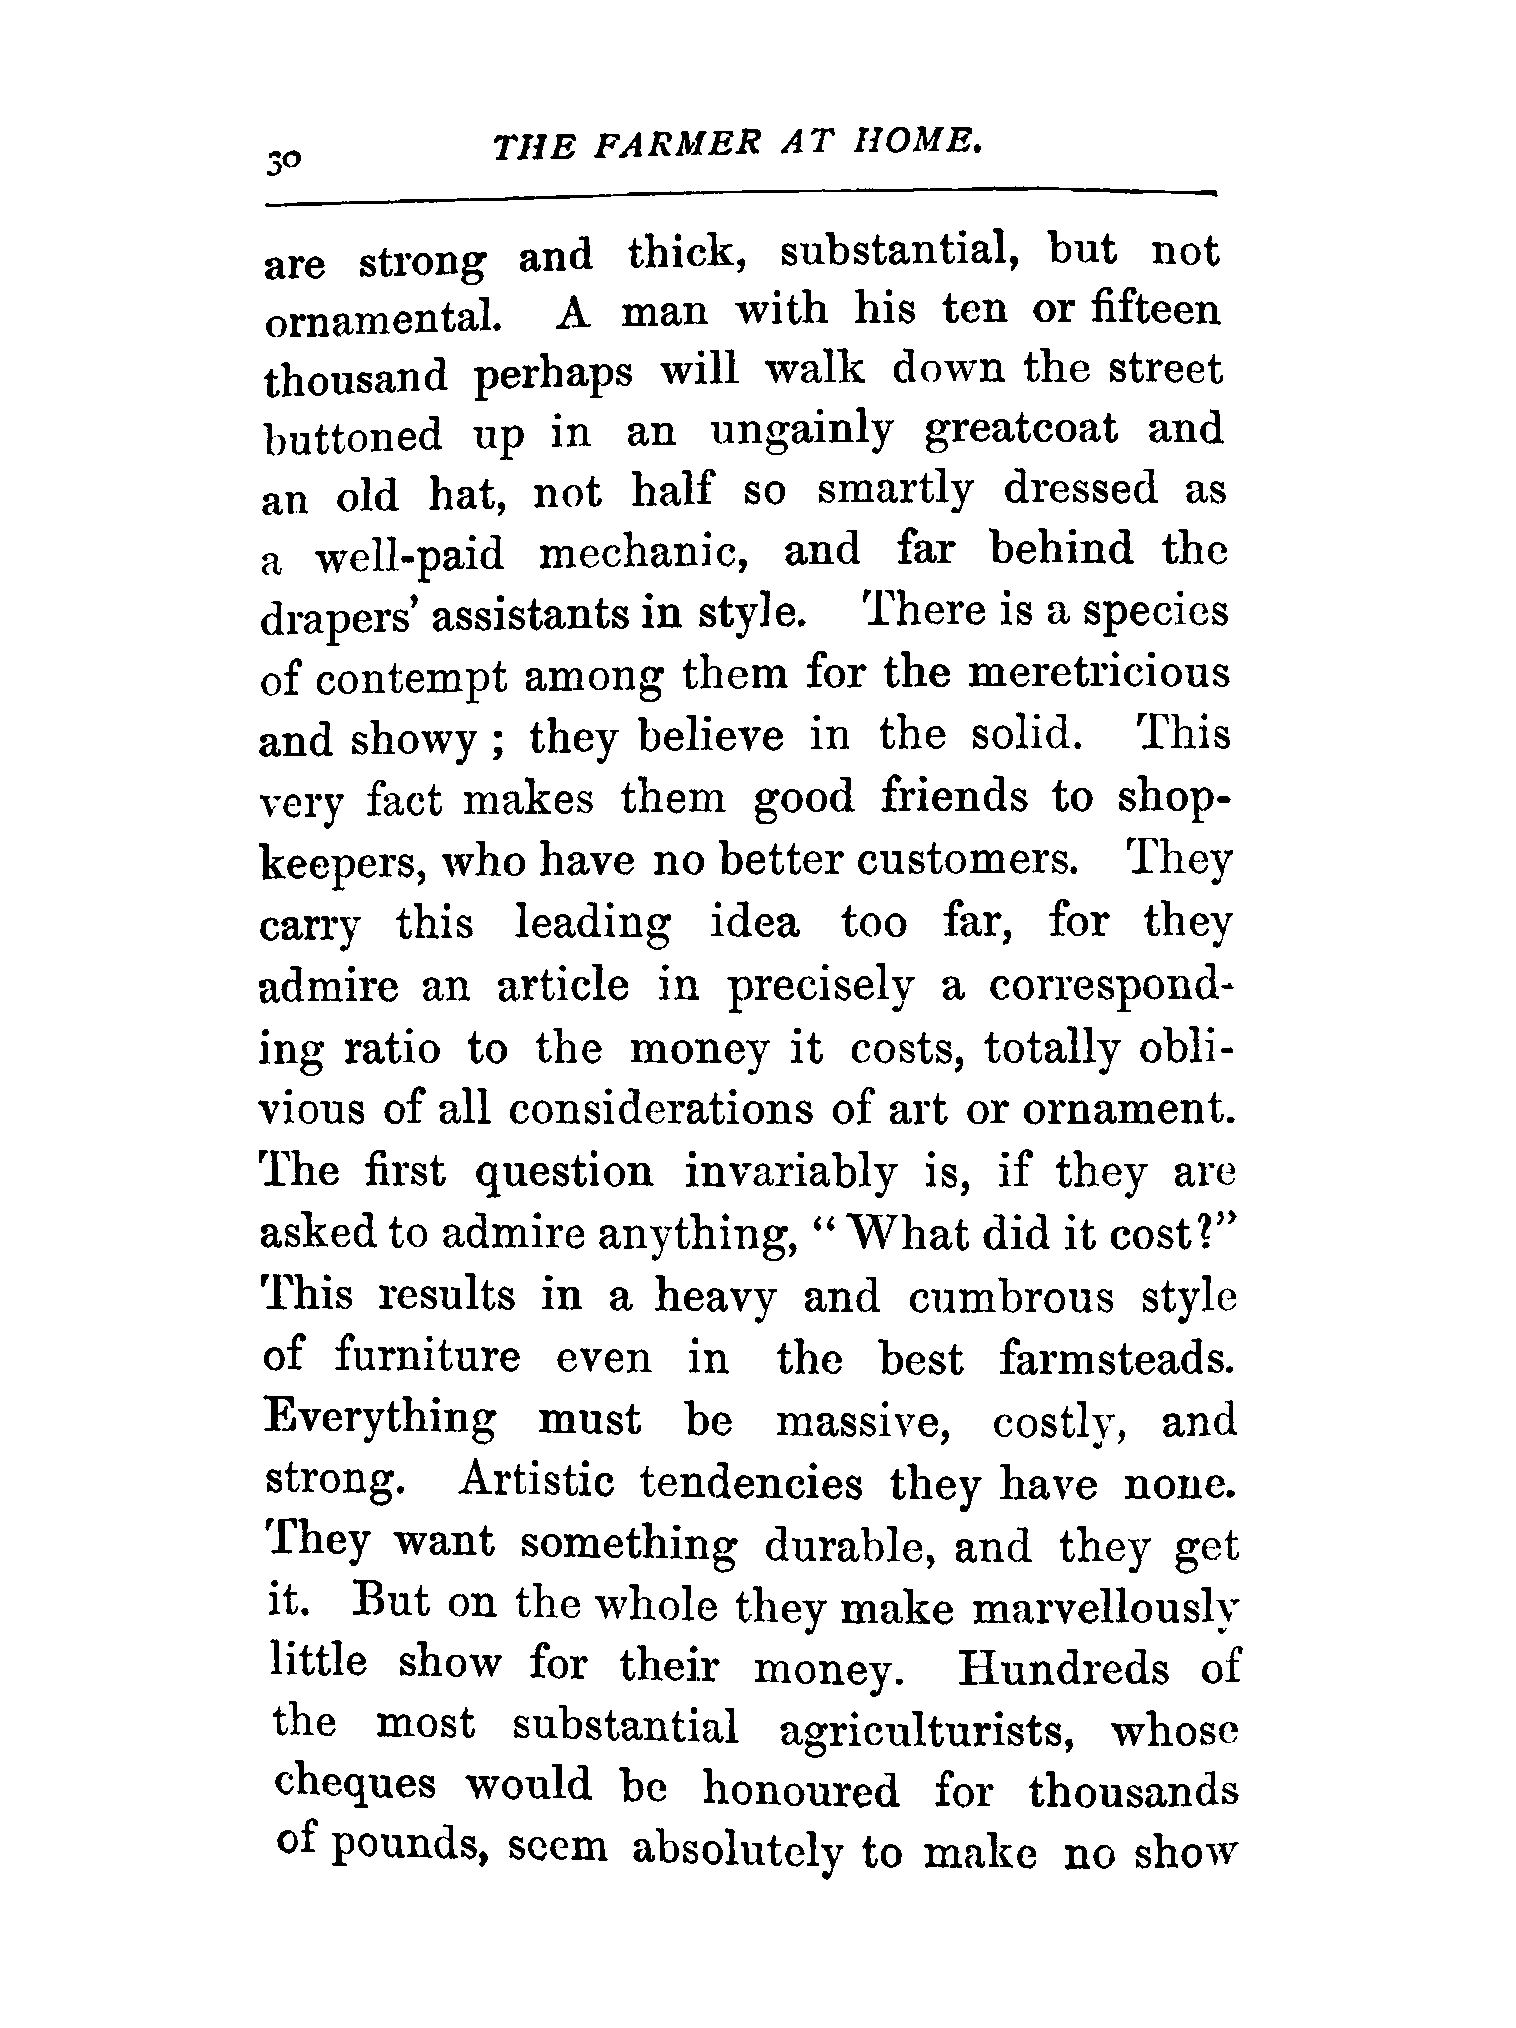 30
THE FARMER AT HOME.
are strong and thick, substantial, but not
ornamental. A man with his ten or fifteen
thousand perhaps will walk down the street
buttoned up in an ungainly greatcoat and
an old hat, not half so smartly dressed as
a well-paid mechanic, and far behind the
drapers' assistants in style. There is a species
of contempt among them for the meretricious
and showy ; they believe in the solid. This
very fact makes them good friends to shop-
keepers, who have no better customers. They
carry this leading idea too far, for they
admire an article in precisely a correspond-
ing ratio to the money it costs, totally obli-
vious of all considerations of art or ornament.
The first question invariably is, if they are
asked to admire anything, “ What did it cost?”
This results in a heavy and cumbrous style
of furniture even in the best farmsteads.
Everything must be massive, costly, and
strong. Artistic tendencies they have none.
They want something durable, and they get
it. But on the whole they make marvellously
little show for their money. Hundreds of
the most substantial agriculturists, whose
cheques would be honoured for thousands
of pounds, seem absolutely to make no show